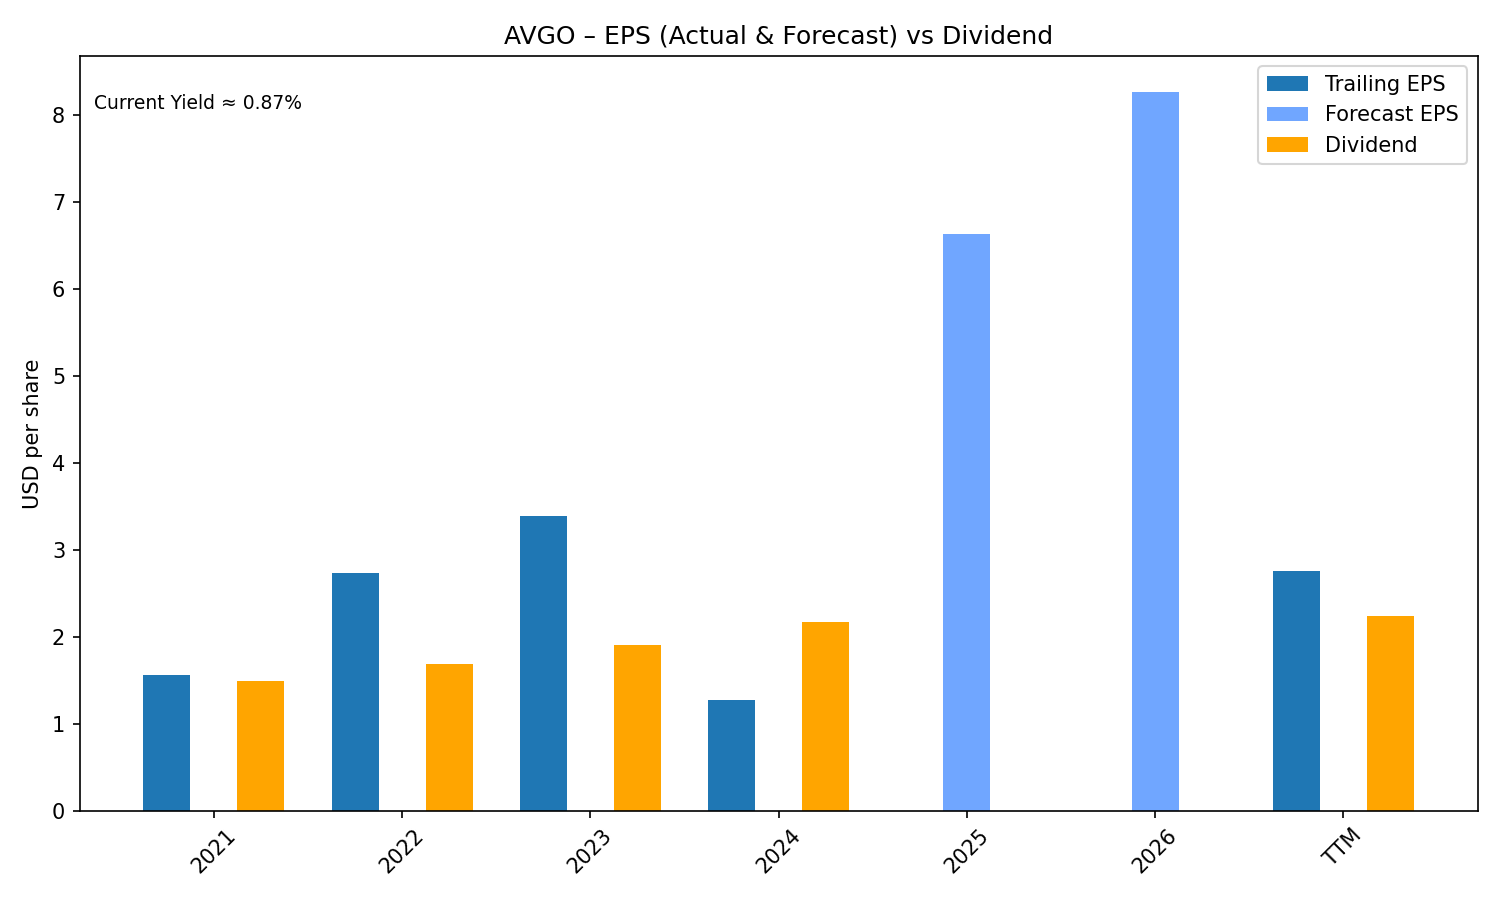 AVGO – EPS (Actual & Forecast) vs Dividend
Current Yield ≈ 0.87%
Trailing EPS
Forecast EPS
Dividend
USD per share
8
7
6
5
4
3
2
1
0
2021
2022
2023
2024
2025
2026
TTM